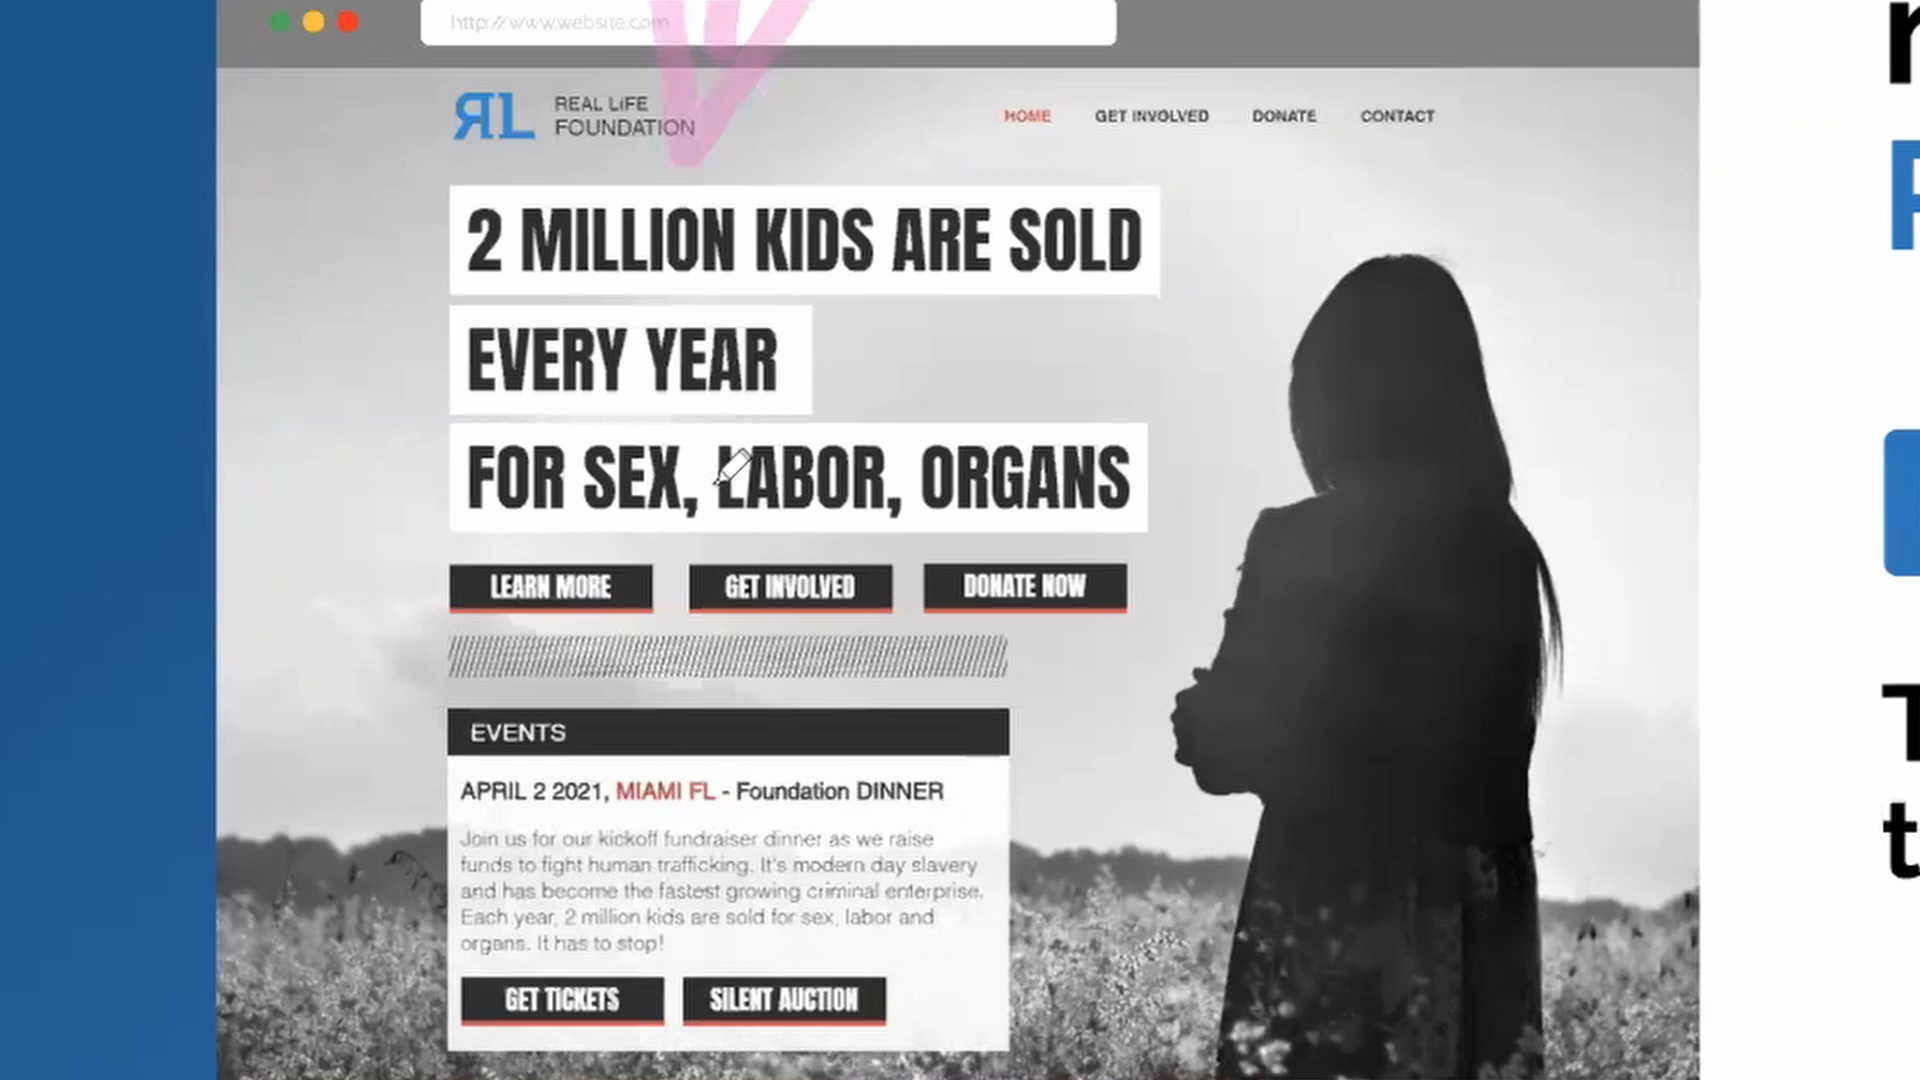 http://www.website.com
RL
REAL LIFE
FOUNDATION
HOME GET INVOLVED DONATE CONTACT
2 MILLION KIDS ARE SOLD
EVERY YEAR
FOR SEX, LABOR, ORGANS
LEARN MORE GET INVOLVED DONATE NOW
EVENTS
APRIL 2 2021, MIAMI FL - Foundation DINNER
Join us for our kickoff fundraiser dinner as we raise
funds to fight human trafficking. It's modern day slavery
and has become the fastest growing criminal enterprise.
Each year, 2 million kids are sold for sex, labor and
organs. It has to stop!
GET TICKETS SILENT AUCTION